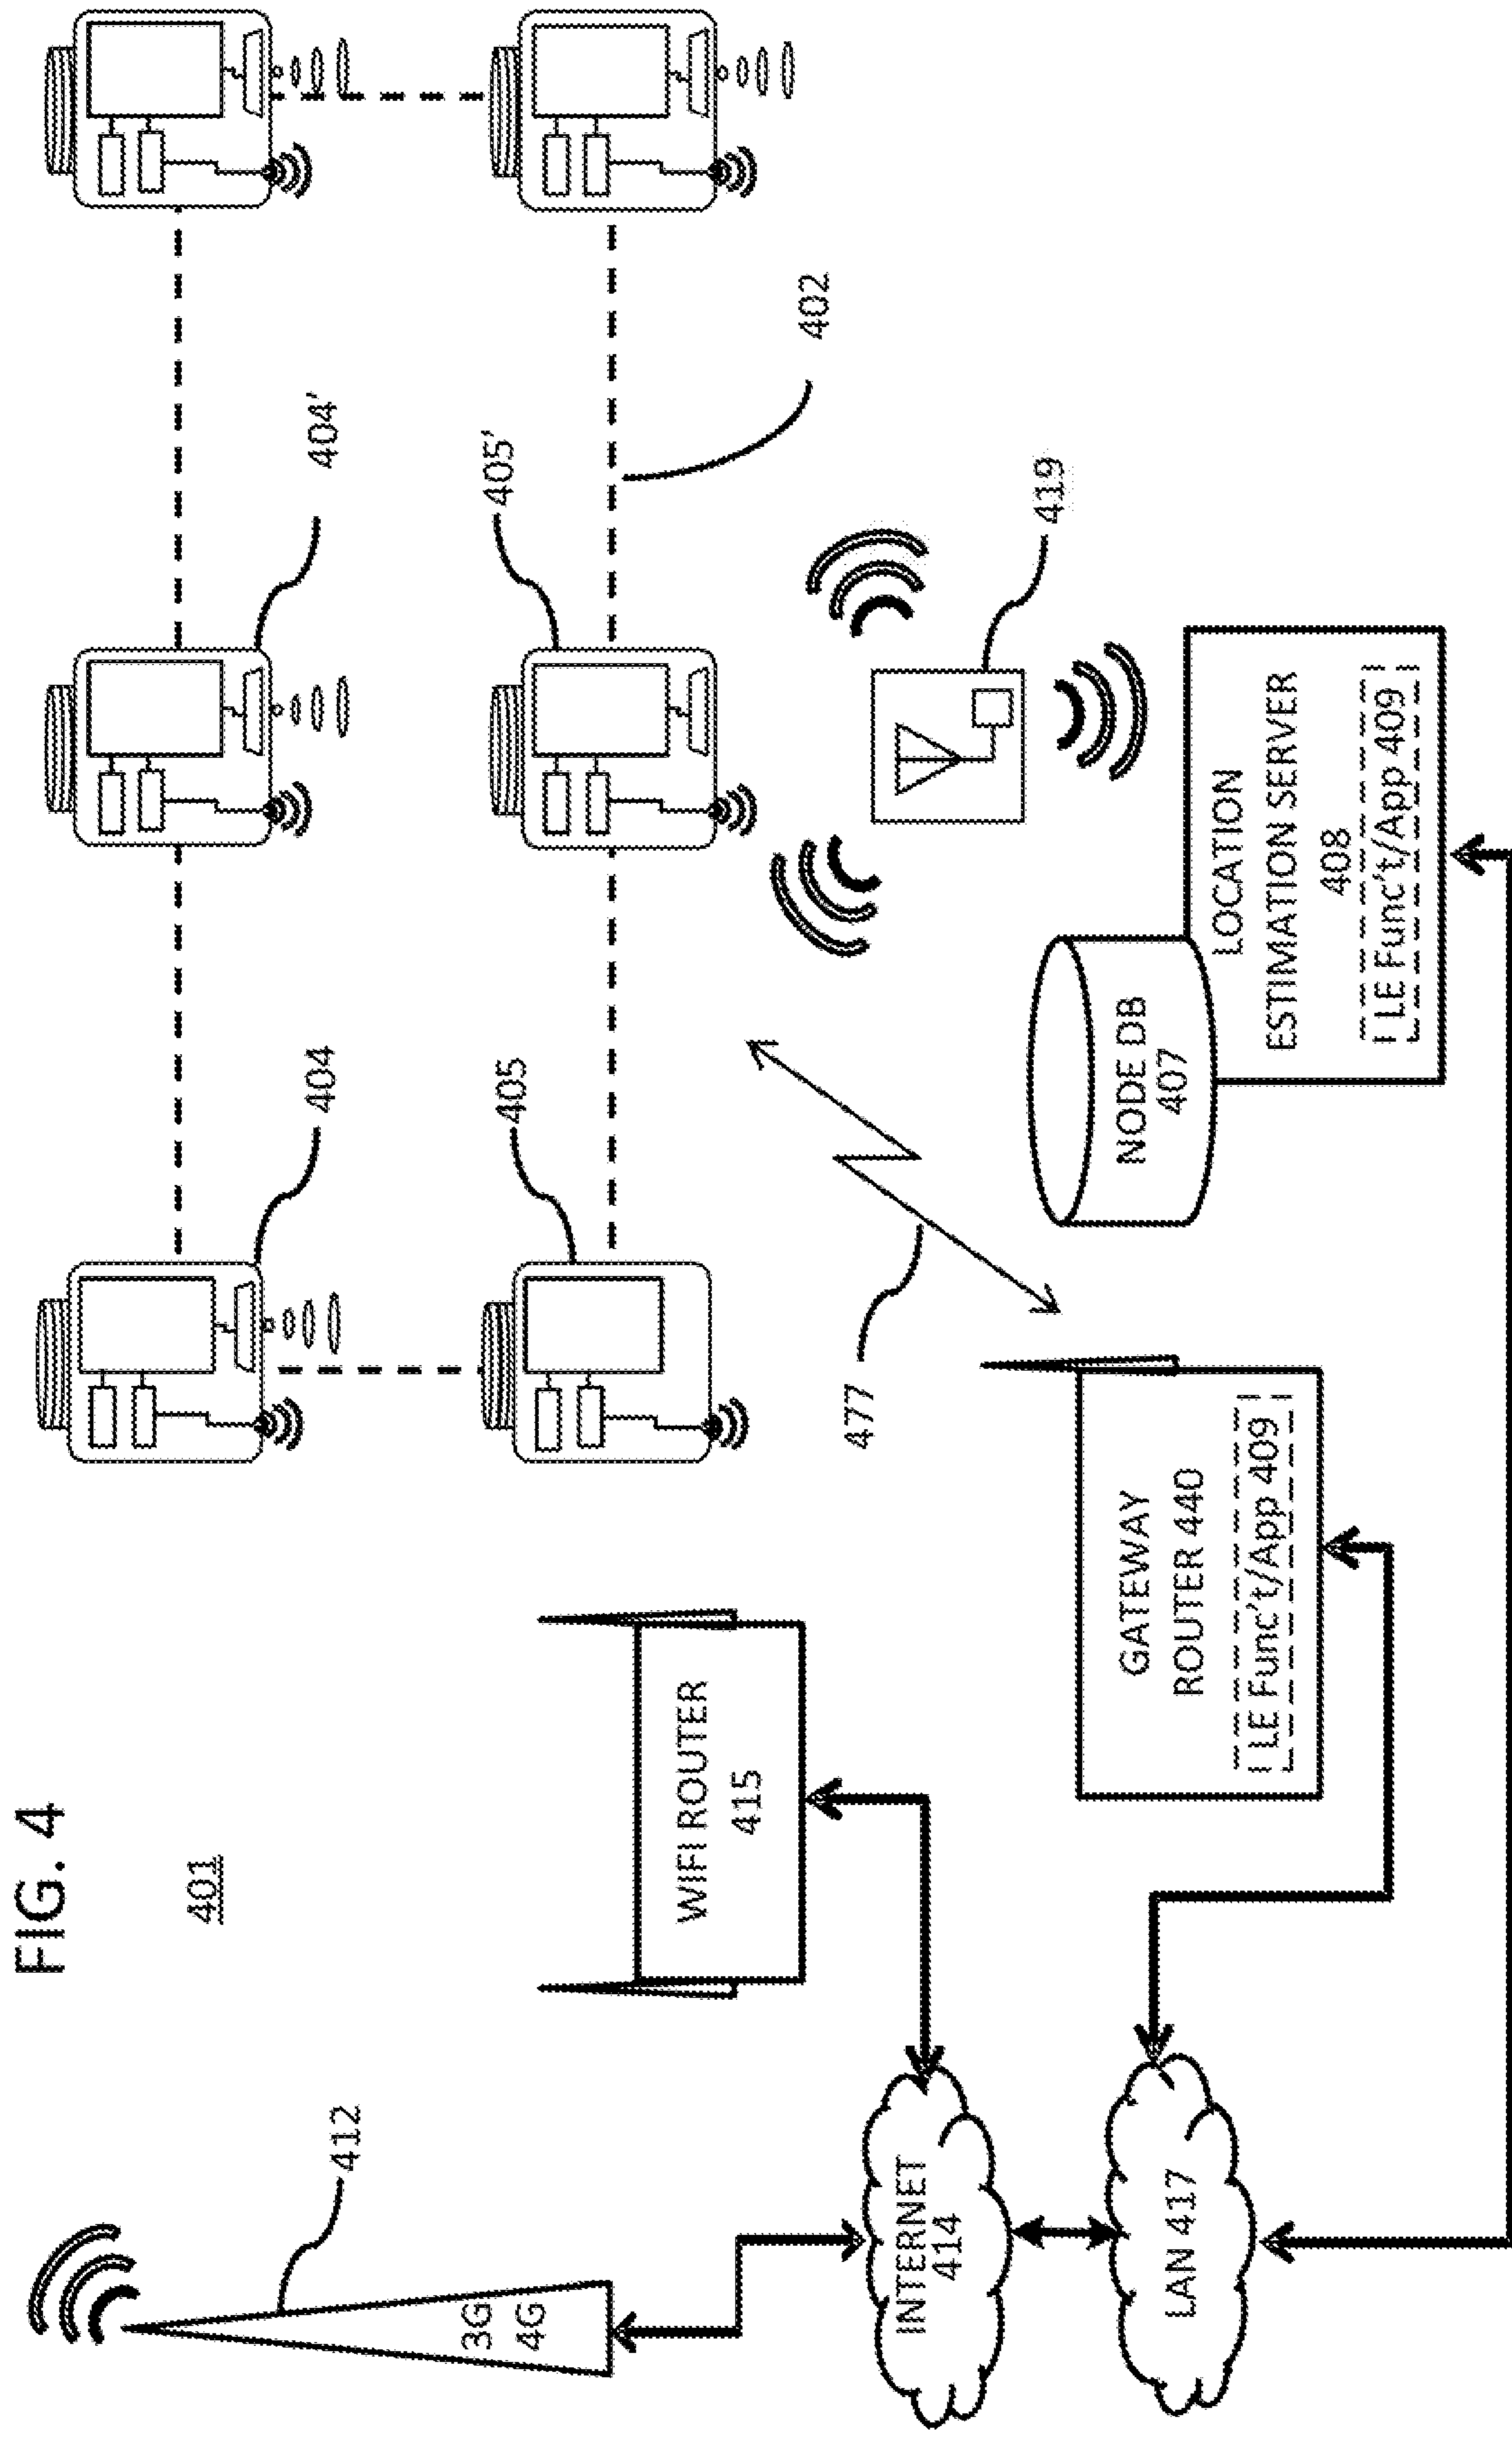 FIG. 4
401
412
3G
4G
WIFI ROUTER
415
INTERNET
414
LAN 417
GATEWAY
ROUTER 440
LE Func't/App 409
477
404
405
404'
405'
402
419
NODE DB
407
LOCATION
ESTIMATION SERVER
408
LE Func't/App 409